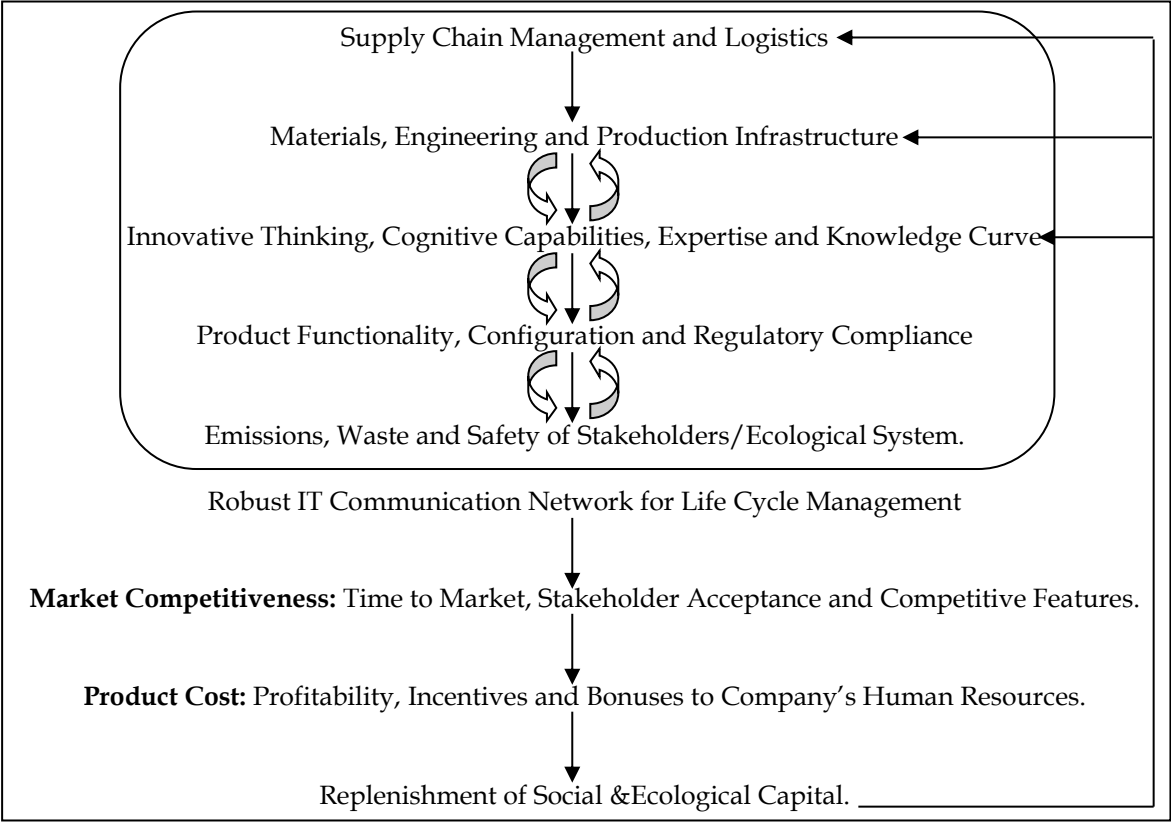 Supply Chain Management and Logistics
Materials, Engineering and Production Infrastructure
Innovative Thinking, Cognitive Capabilities, Expertise and Knowledge Curve
Product Functionality, Configuration and Regulatory Compliance
Emissions, Waste and Safety of Stakeholders/Ecological System.
Robust IT Communication Network for Life Cycle Management
Market Competitiveness: Time to Market, Stakeholder Acceptance and Competitive Features.
Product Cost: Profitability, Incentives and Bonuses to Company’s Human Resources.
Replenishment of Social &Ecological Capital.